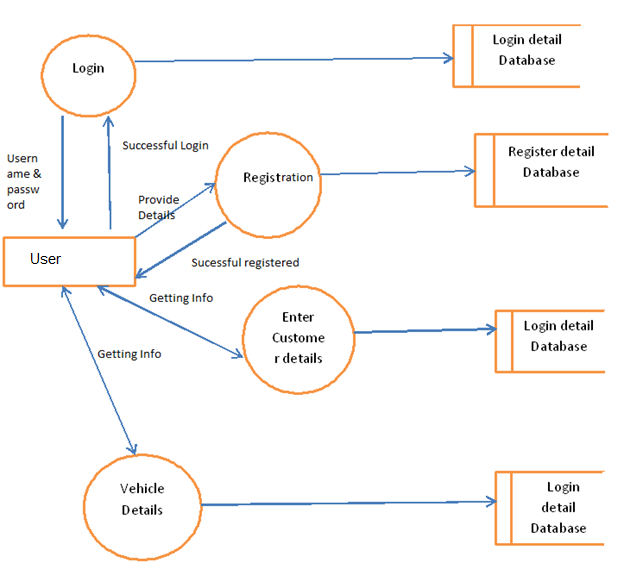 Login
Login detail
Database
Successful Login
Usern
ame &
passw
ord
Registration
Register detail
Database
Provide
Details
User
Sucessful registered
Getting Info
Enter
Custome
r details
Login detail
Database
Getting Info
Vehicle
Details
Login
detail
Database